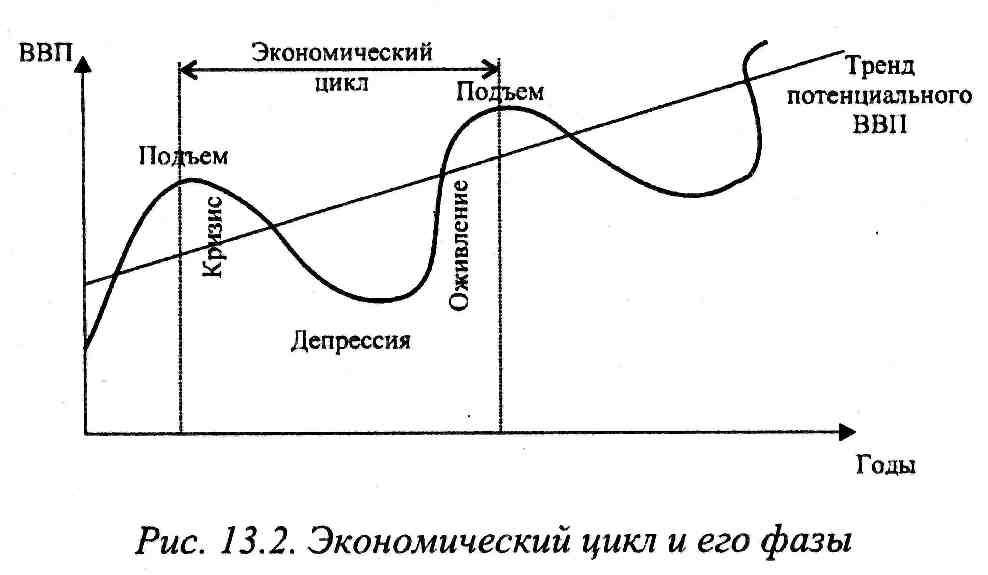 ВВП
Экономический
цикл
Подъем
Тренд
потенциального
ВВП
Подъем
Кризис
Оживление
Депрессия
Годы
Рис. 13.2. Экономический цикл и его фазы